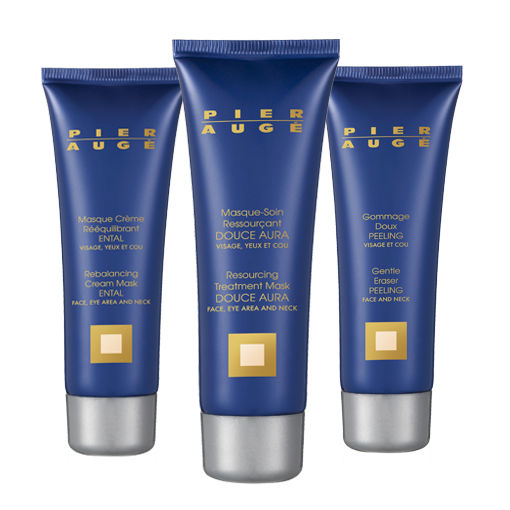 PIER
AUGÉ
Masque Crème
Rééquilibrant
ENTAL
VISAGE, YEUX ET COU
Rebalancing
Cream Mask
ENTAL
FACE, EYE AREA AND NECK
PIER
AUGÉ
Masque-Soin
Ressourçant
DOUCE AURA
VISAGE, YEUX ET COU
Resourcing
Treatment Mask
DOUCE AURA
FACE, EYE AREA AND NECK
PIER
AUGÉ
Gommage
Doux
PEELING
VISAGE ET COU
Gentle
Eraser
PEELING
FACE AND NECK